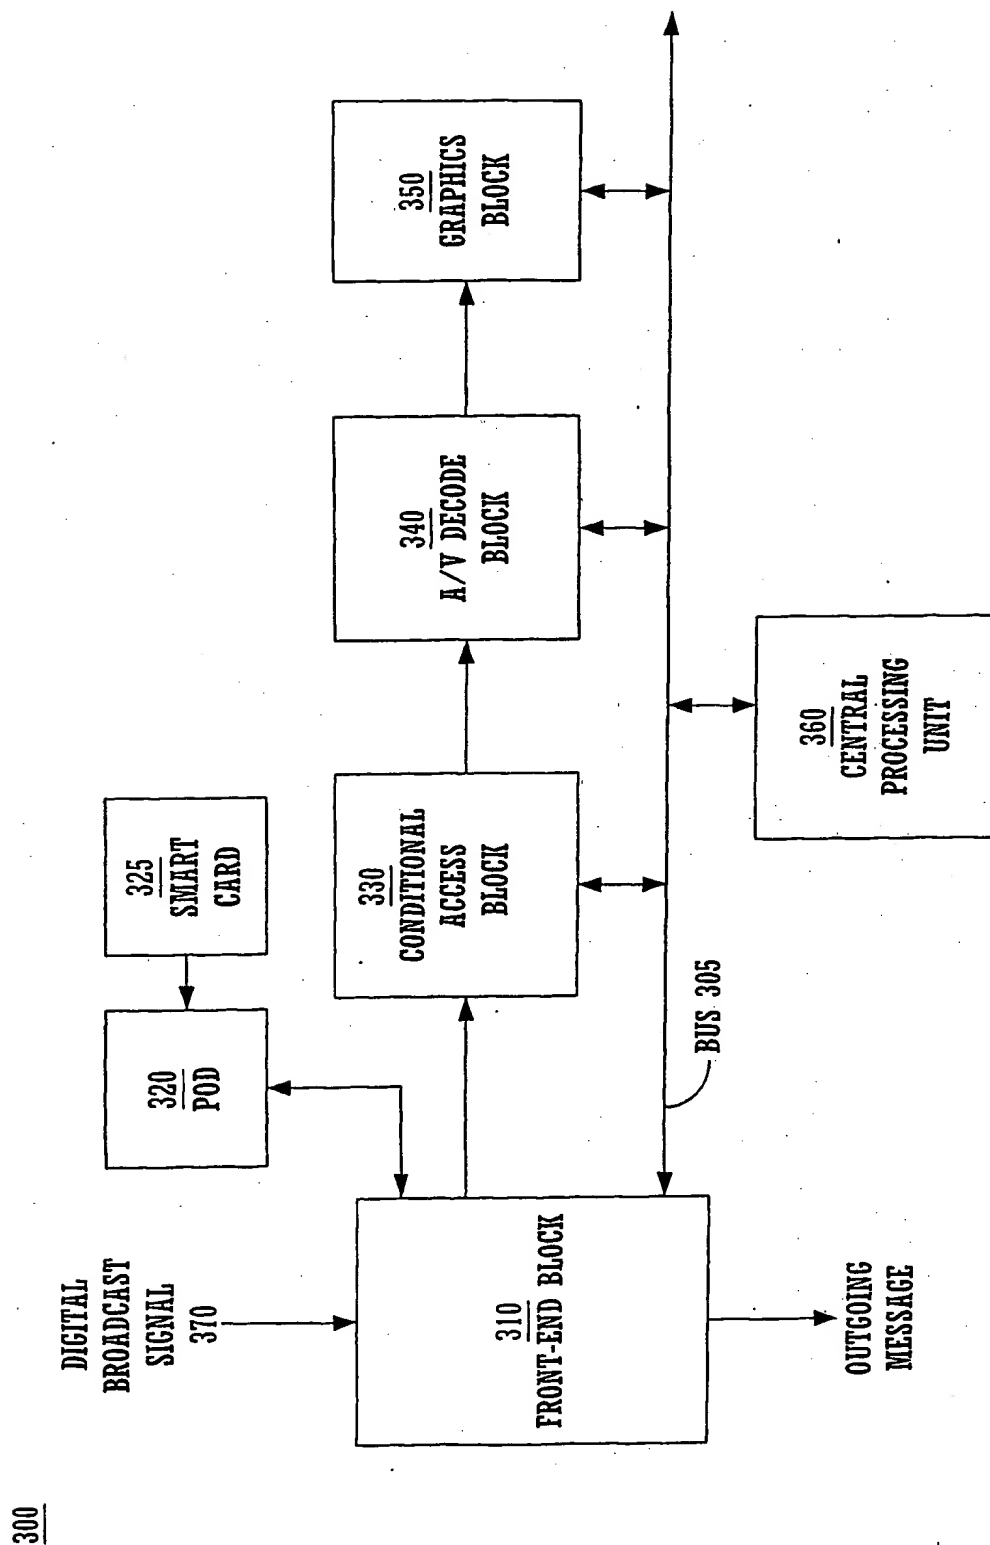 300
DIGITAL
BROADCAST
SIGNAL
370
320
POD
325
SMART
CARD
310
FRONT-END BLOCK
330
CONDITIONAL
ACCESS
BLOCK
340
A/V DECODE
BLOCK
350
GRAPHICS
BLOCK
BUS 305
360
CENTRAL
PROCESSING
UNIT
OUTGOING
MESSAGE